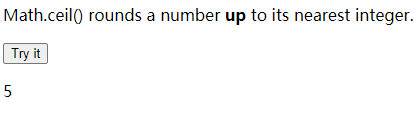 Math.ceil() rounds a number up to its nearest integer.
Try it
5